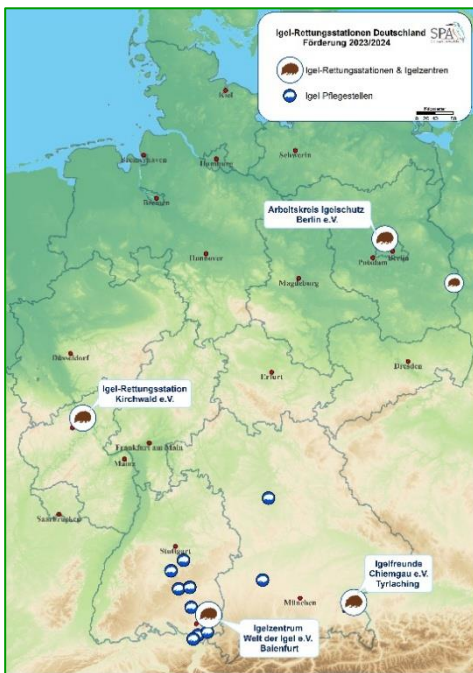 Igel-Rettungsstationen Deutschland
Förderung 2023/2024
SPA
Igel-Rettungsstationen & Igelzentren
Igel Pflegestellen
Kilometer
Kiel
Schwerin
Hamburg
Bremerhaven
Bremen
Arbeitskreis Igelschutz
Berlin e.V.
Berlin
Potsdam
Hannover
Magdeburg
Düsseldorf
Erfurt
Dresden
Igel-Rettungsstation
Kirchwald e.V.
Frankfurt am Main
Mainz
Saarbrücken
Stuttgart
Igelfreunde
Chiemgau e.V.
Tyrlaching
München
Igelzentrum
Welt der Igel e.V.
Baienfurt